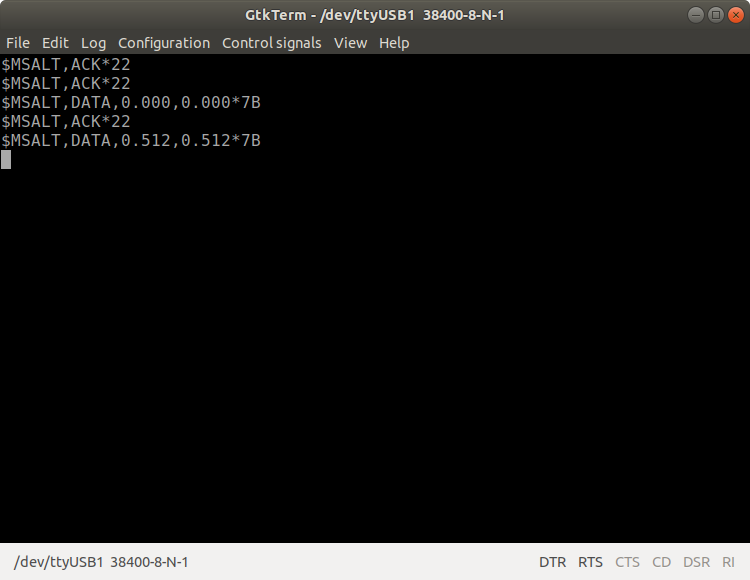 GtkTerm - /dev/ttyUSB1 38400-8-N-1
File Edit Log Configuration Control signals View Help
$MSALT,ACK*22
$MSALT,ACK*22
$MSALT,DATA,0.000,0.000*7B
$MSALT,ACK*22
$MSALT,DATA,0.512,0.512*7B
/dev/ttyUSB1 38400-8-N-1 DTR RTS CTS CD DSR RI